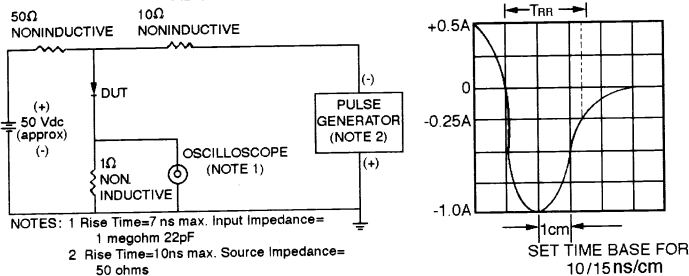 50Ω
NONINDUCTIVE
10Ω
NONINDUCTIVE
DUT
(+)
50 Vdc
(approx)
(-)
1Ω
NON.
INDUCTIVE
OSCILLOSCOPE
(NOTE 1)
(-)
PULSE
GENERATOR
(NOTE 2)
(+)
NOTES: 1 Rise Time=7 ns max. Input Impedance=
1 megohm 22pF
2 Rise Time=10ns max. Source Impedance=
50 ohms
TRR
+0.5A
0
-0.25A
-1.0A
1cm
SET TIME BASE FOR
10/15ns/cm